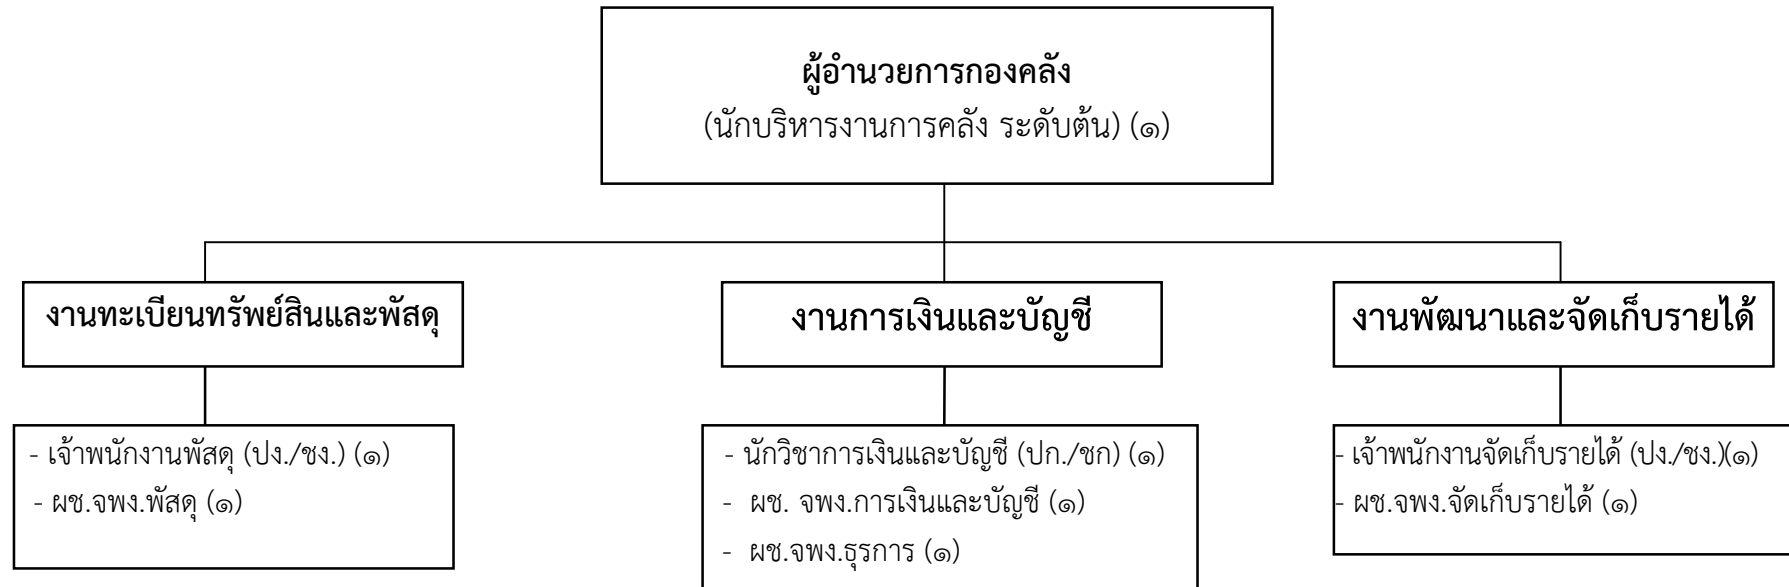 ผู้อำนวยการกองคลัง
(นักบริหารงานการคลัง ระดับต้น) (๑)
งานทะเบียนทรัพย์สินและพัสดุ
- เจ้าพนักงานพัสดุ (ปง./ชง.) (๑)
- ผช.จพง.พัสดุ (๑)
งานการเงินและบัญชี
- นักวิชาการเงินและบัญชี (ปก./ชก) (๑)
- ผช. จพง.การเงินและบัญชี (๑)
- ผช.จพง.ธุรการ (๑)
งานพัฒนาและจัดเก็บรายได้
- เจ้าพนักงานจัดเก็บรายได้ (ปง./ชง.)(๑)
- ผช.จพง.จัดเก็บรายได้ (๑)